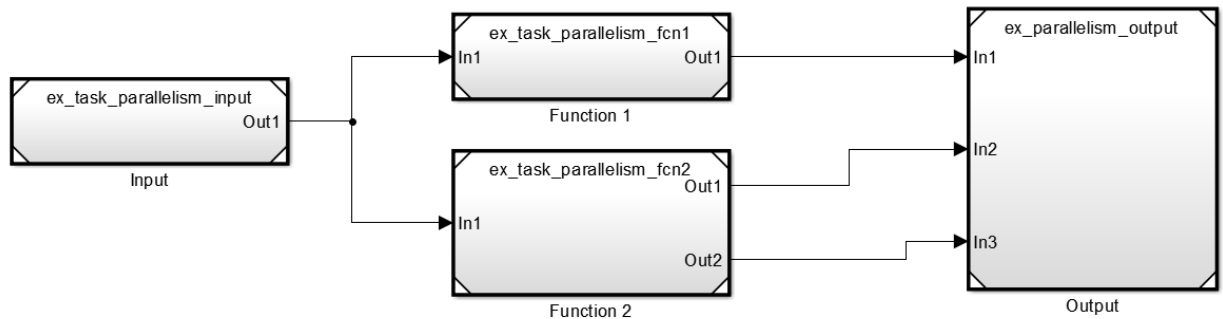 ex_task_parallelism_input
Out1
Input
ex_task_parallelism_fcn1
In1
Out1
Function 1
ex_task_parallelism_fcn2
Out1
In1
Out2
Function 2
ex_parallelism_output
In1
In2
In3
Output